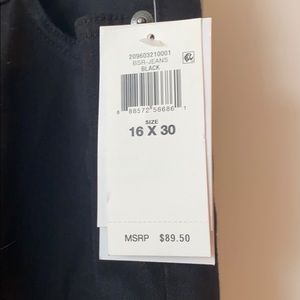 209603210001
BSR-JEANS
BLACK
8 88572 56686 1
SIZE
16 X 30
MSRP $89.50